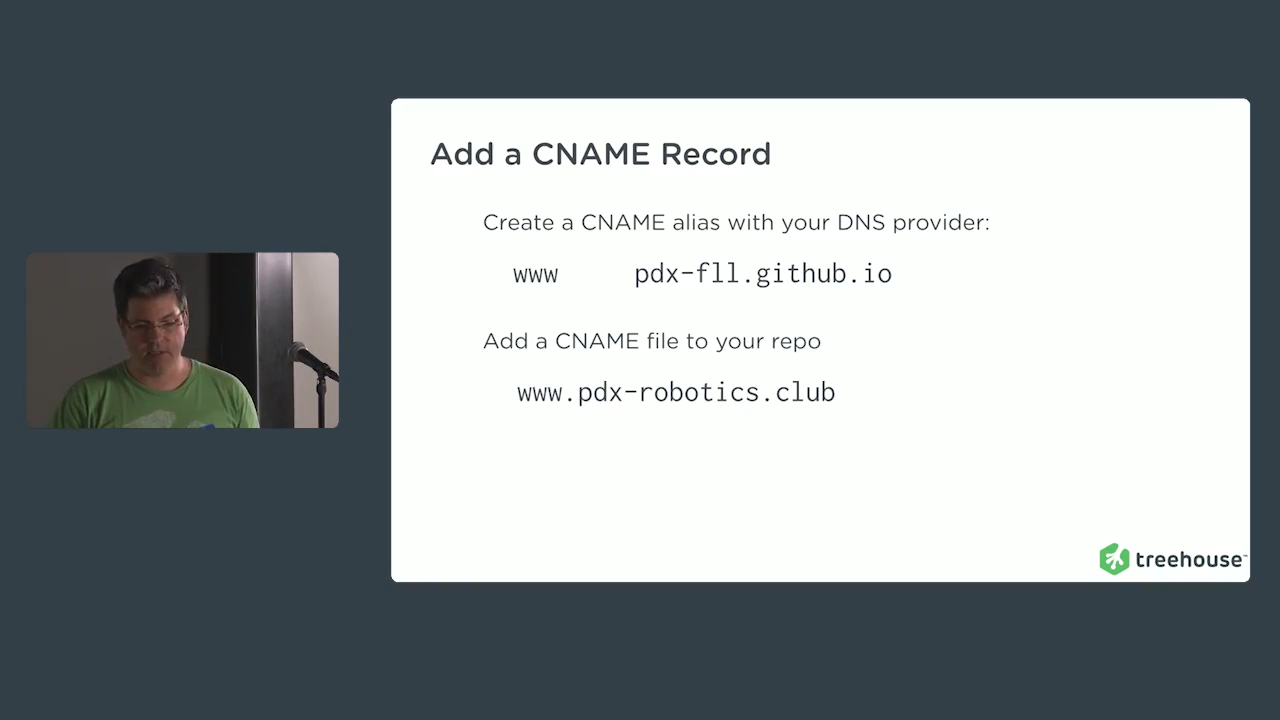 Add a CNAME Record
Create a CNAME alias with your DNS provider:
www pdx-fll.github.io
Add a CNAME file to your repo
www.pdx-robotics.club
treehouse™